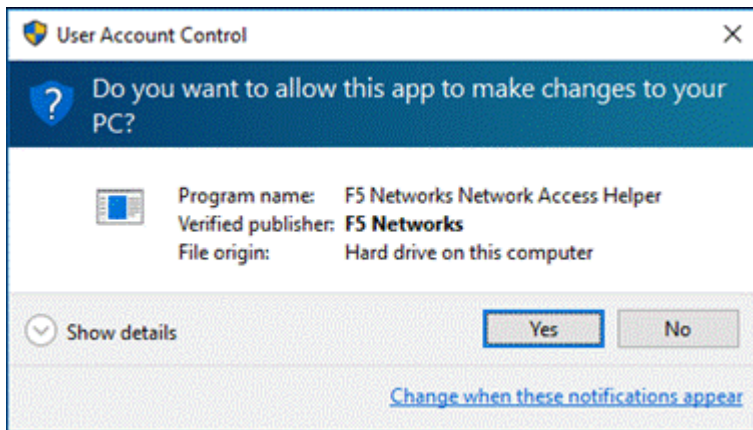 User Account Control
Do you want to allow this app to make changes to your
PC?
Program name: F5 Networks Network Access Helper
Verified publisher: F5 Networks
File origin: Hard drive on this computer
Show details
Yes
No
Change when these notifications appear